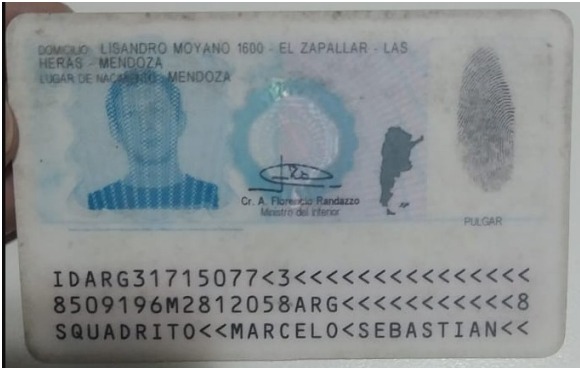 DOMICILIO: LISANDRO MOYANO 1600 - EL ZAPALLAR - LAS
HERAS - MENDOZA
LUGAR DE NACIMIENTO: MENDOZA
Cr. A. Florencio Randazzo
Ministro del Interior
PULGAR
IDARG31715077<3<<<<<<<<<<<<<<<
8509196M2812058ARG<<<<<<<<<<<8
SQUADRITO<<MARCELO<SEBASTIAN<<